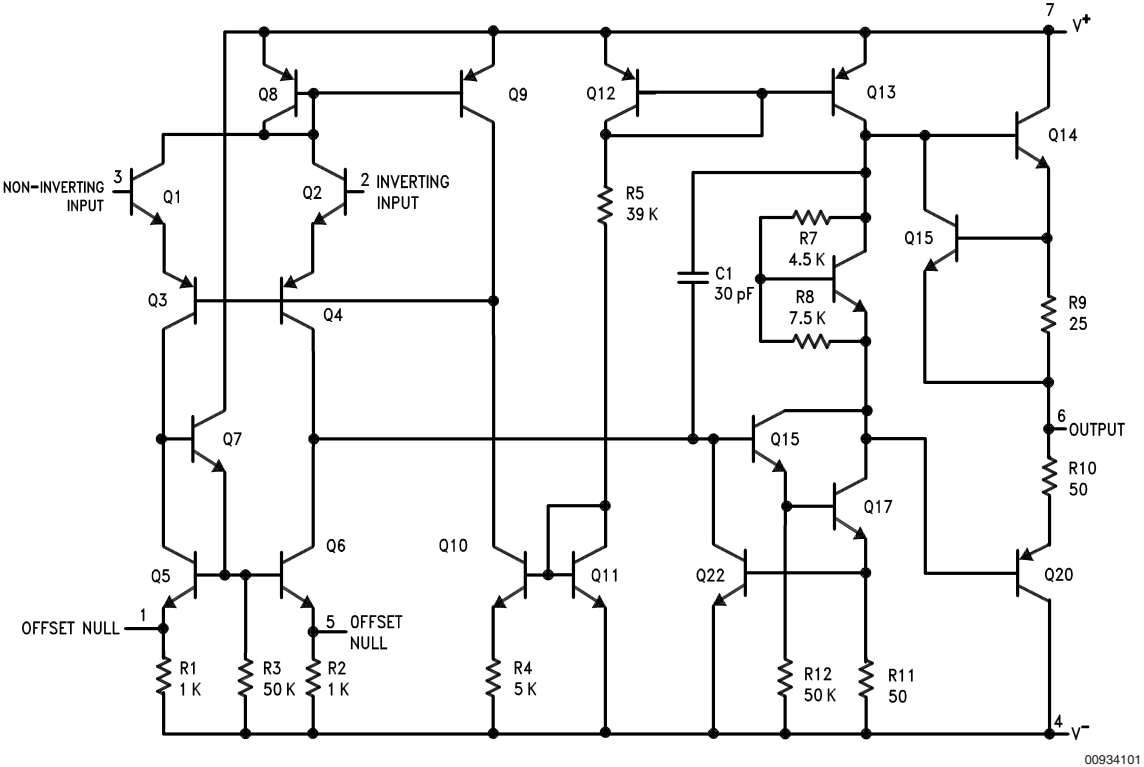 7
V+
Q8
Q9
Q12
Q13
Q14
3
NON-INVERTING
INPUT
Q1
Q2
2 INVERTING
INPUT
R5
39 K
Q15
R7
4.5 K
C1
30 pF
R8
7.5 K
Q3
Q4
R9
25
Q7
Q15
6
OUTPUT
R10
50
Q17
Q5
Q6
Q10
Q11
Q22
Q20
OFFSET NULL
1
5
OFFSET
NULL
R1
1 K
R3
50 K
R2
1 K
R4
5 K
R12
50 K
R11
50
4
V-
00934101